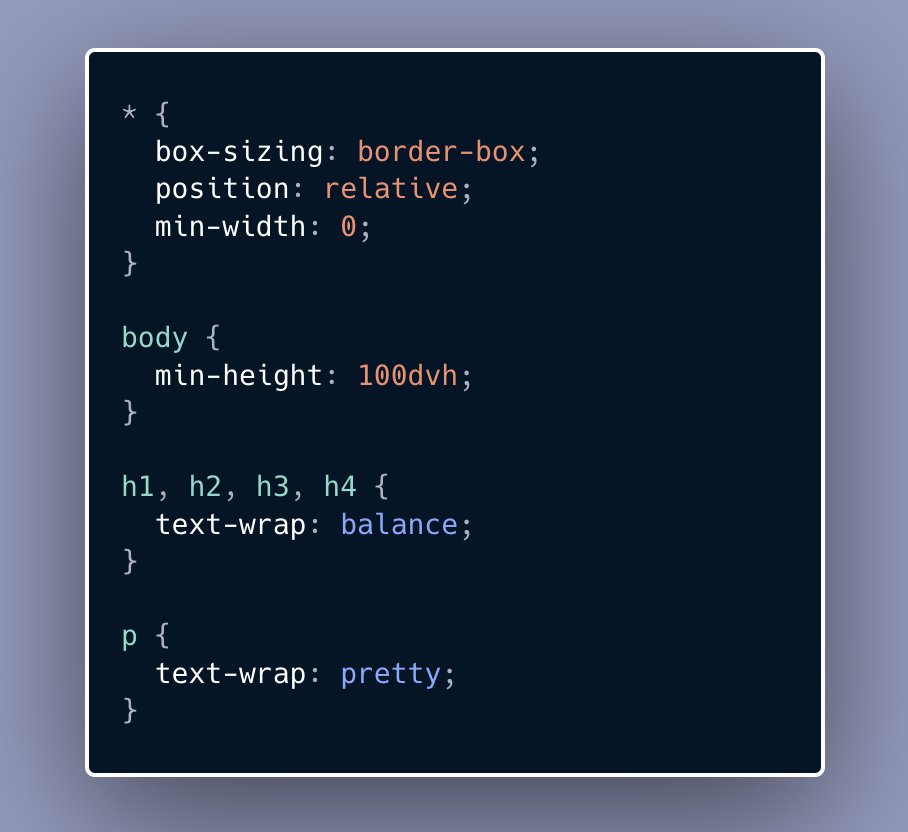 * {
  box-sizing: border-box;
  position: relative;
  min-width: 0;
}

body {
  min-height: 100dvh;
}

h1, h2, h3, h4 {
  text-wrap: balance;
}

p {
  text-wrap: pretty;
}